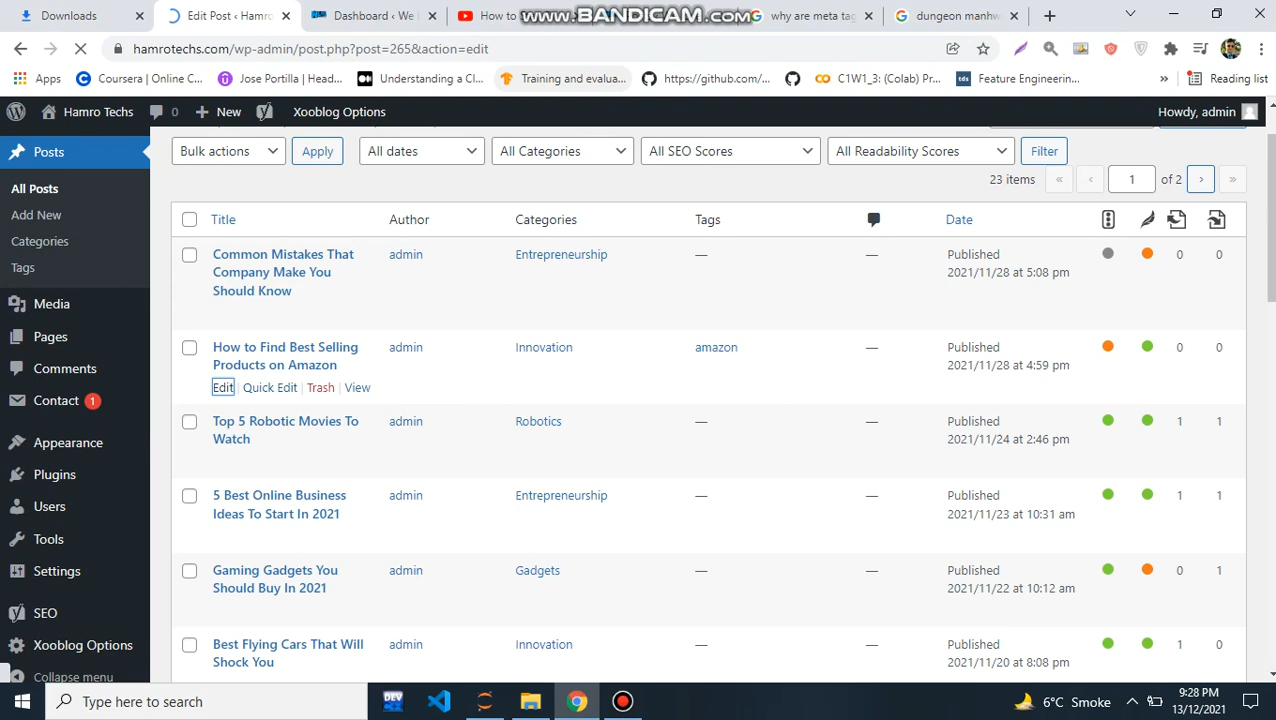 Downloads
Edit Post ‹ Hamro
Dashboard ‹ We
How to
www.BANDICAM.com
why are meta tag
dungeon manhw
hamrotechs.com/wp-admin/post.php?post=265&action=edit
Apps
Coursera | Online C...
Jose Portilla | Head...
Understanding a Cl...
Training and evalua...
https://github.com/...
C1W1_3: (Colab) Pr...
tds
Feature Engineerin...
»
Reading list
Hamro Techs
0
New
Xooblog Options
Howdy, admin
Posts
All Posts
Add New
Categories
Tags
Media
Pages
Comments
Contact 1
Appearance
Plugins
Users
Tools
Settings
SEO
Xooblog Options
Collapse menu
Bulk actions
Apply
All dates
All Categories
All SEO Scores
All Readability Scores
Filter
23 items
«
‹
1
of 2
›
»
Title
Author
Categories
Tags
Date
Common Mistakes That
Company Make You
Should Know
admin
Entrepreneurship
—
—
Published
2021/11/28 at 5:08 pm
0
0
How to Find Best Selling
Products on Amazon
Edit | Quick Edit | Trash | View
admin
Innovation
amazon
—
Published
2021/11/28 at 4:59 pm
0
0
Top 5 Robotic Movies To
Watch
admin
Robotics
—
—
Published
2021/11/24 at 2:46 pm
1
1
5 Best Online Business
Ideas To Start In 2021
admin
Entrepreneurship
—
—
Published
2021/11/23 at 10:31 am
1
1
Gaming Gadgets You
Should Buy In 2021
admin
Gadgets
—
—
Published
2021/11/22 at 10:12 am
0
1
Best Flying Cars That Will
Shock You
admin
Innovation
—
—
Published
2021/11/20 at 8:08 pm
1
0
Type here to search
DEV
6°C Smoke
9:28 PM
13/12/2021